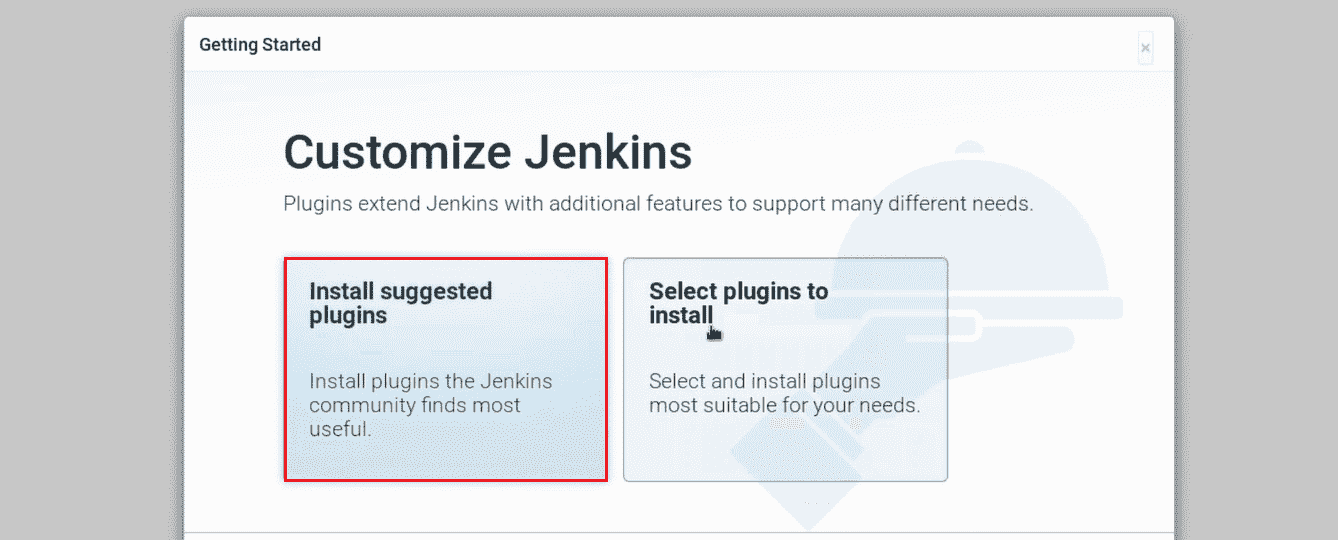 Getting Started
×
Customize Jenkins
Plugins extend Jenkins with additional features to support many different needs.
Install suggested
plugins
Install plugins the Jenkins
community finds most
useful.
Select plugins to
install
Select and install plugins
most suitable for your needs.